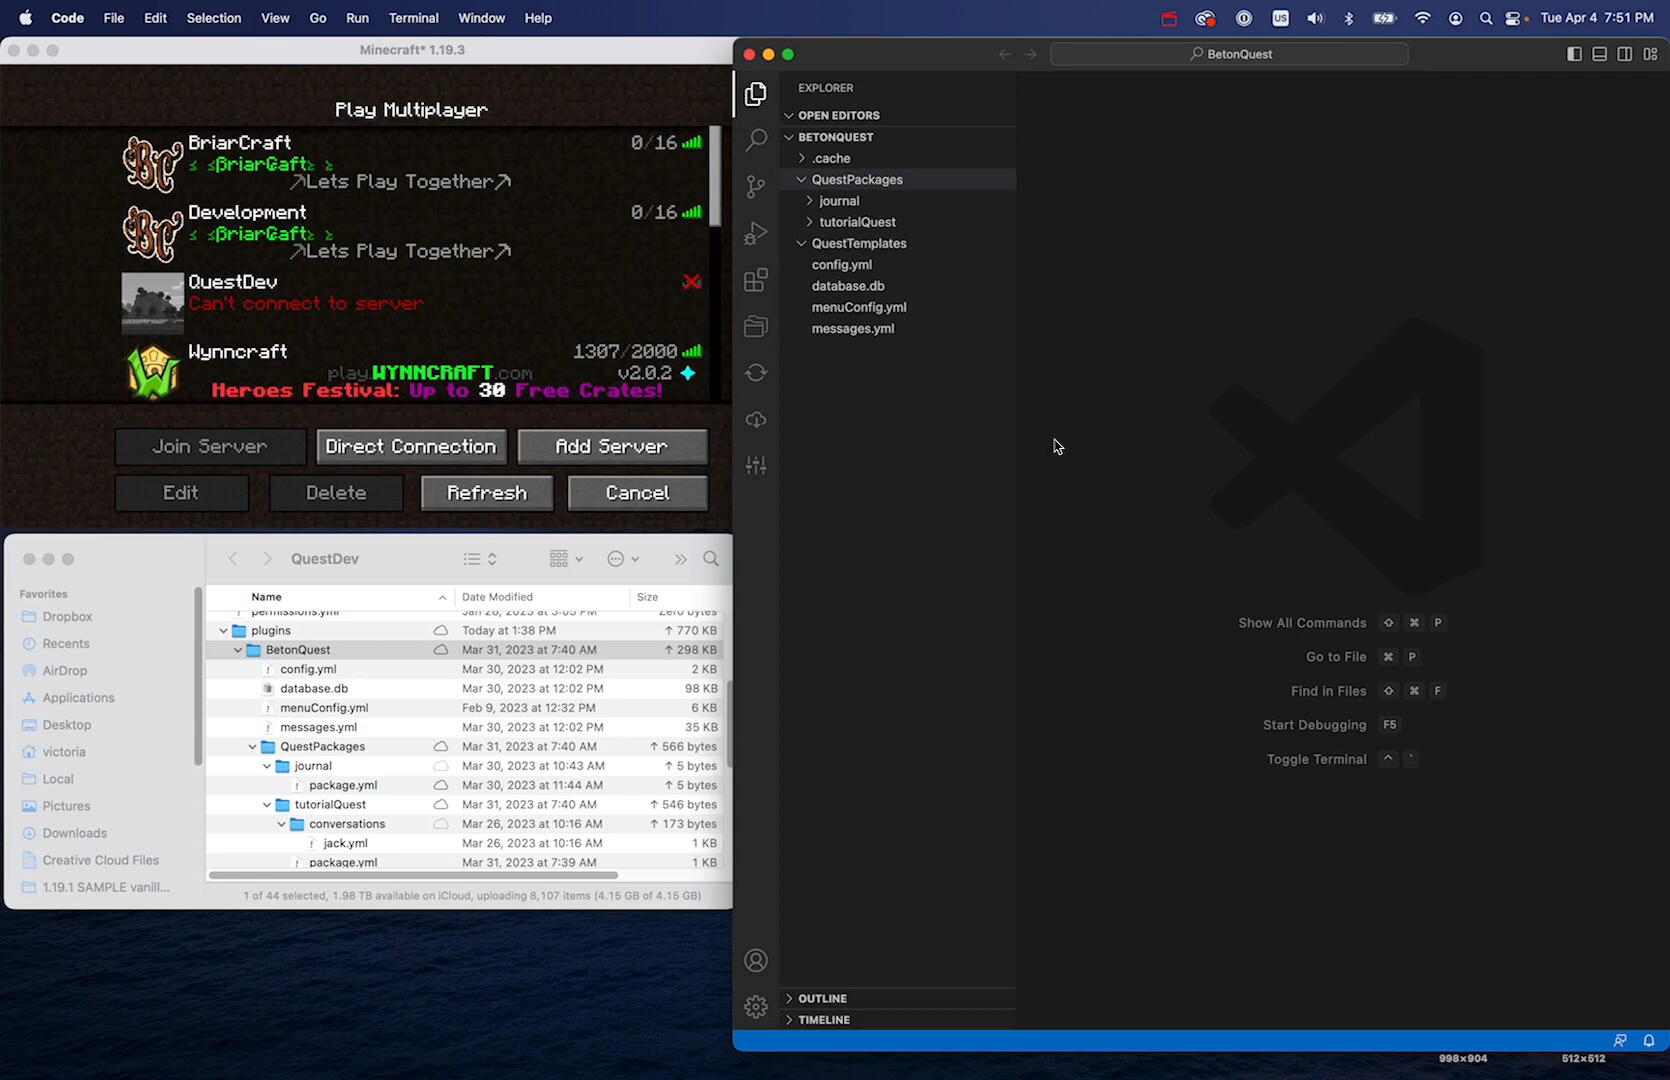 Code File Edit Selection View Go Run Terminal Window Help
US Tue Apr 4 7:51 PM
Minecraft* 1.19.3
Play Multiplayer
BriarCraft 0/16
Lets Play Together
Development 0/16
Lets Play Together
QuestDev
Can't connect to server
Wynncraft 1307/2000
play.WYNNCRAFT.com v2.0.2
Heroes Festival: Up to 30 Free Crates!
Join Server Direct Connection Add Server
Edit Delete Refresh Cancel
QuestDev
Favorites
Dropbox
Recents
AirDrop
Applications
Desktop
victoria
Local
Pictures
Downloads
Creative Cloud Files
1.19.1 SAMPLE vanill...
Name Date Modified Size
permissions.yml Jan 28, 2023 at 3:05 PM Zero bytes
plugins Today at 1:38 PM ↑ 770 KB
BetonQuest Mar 31, 2023 at 7:40 AM ↑ 298 KB
config.yml Mar 30, 2023 at 12:02 PM 2 KB
database.db Mar 30, 2023 at 12:02 PM 98 KB
menuConfig.yml Feb 9, 2023 at 12:32 PM 6 KB
messages.yml Mar 30, 2023 at 12:02 PM 35 KB
QuestPackages Mar 31, 2023 at 7:40 AM ↑ 566 bytes
journal Mar 30, 2023 at 10:43 AM ↑ 5 bytes
package.yml Mar 30, 2023 at 11:44 AM ↑ 5 bytes
tutorialQuest Mar 31, 2023 at 7:40 AM ↑ 546 bytes
conversations Mar 26, 2023 at 10:16 AM ↑ 173 bytes
jack.yml Mar 26, 2023 at 10:16 AM 1 KB
package.yml Mar 31, 2023 at 7:39 AM 1 KB
1 of 44 selected, 1.98 TB available on iCloud, uploading 8,107 items (4.15 GB of 4.15 GB)
BetonQuest
EXPLORER
OPEN EDITORS
BETONQUEST
.cache
QuestPackages
journal
tutorialQuest
QuestTemplates
config.yml
database.db
menuConfig.yml
messages.yml
OUTLINE
TIMELINE
Show All Commands ⇧ ⌘ P
Go to File ⌘ P
Find in Files ⇧ ⌘ F
Start Debugging F5
Toggle Terminal ^ `
998×904 512×512